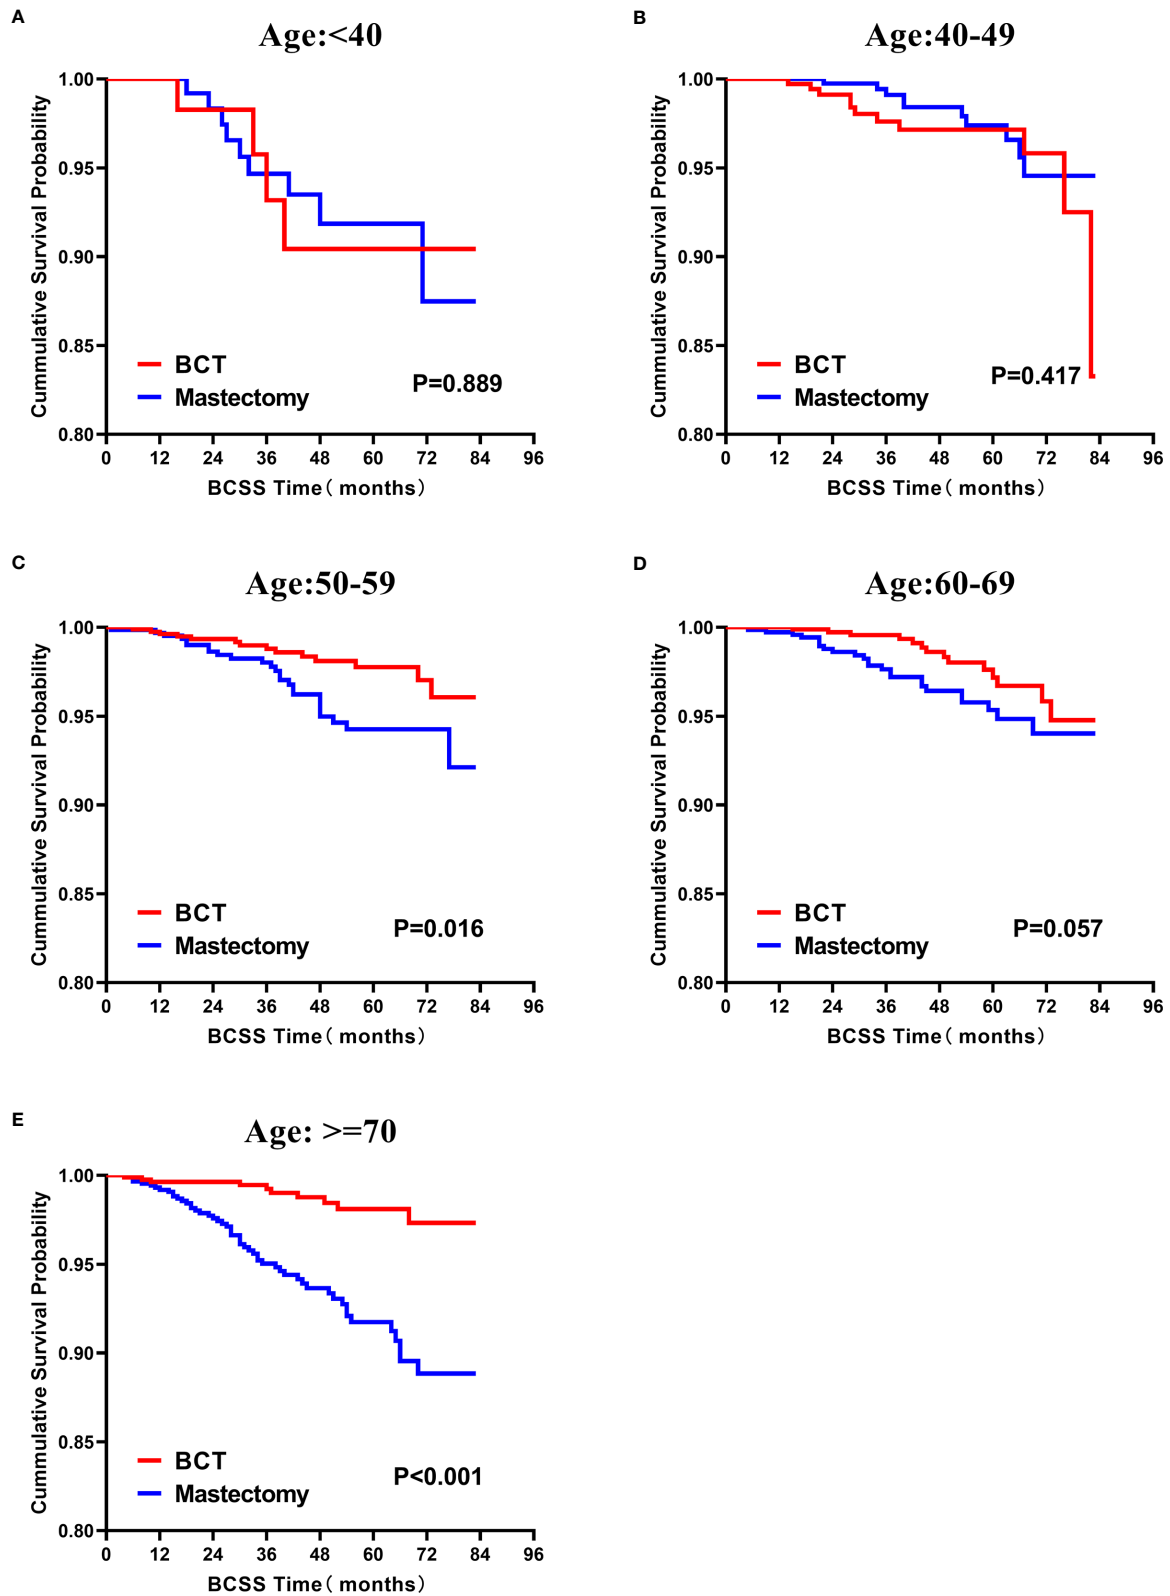 A
Age:<40
Cummulative Survival Probability
1.00
0.95
0.90
0.85
0.80
BCT
Mastectomy
P=0.889
0 12 24 36 48 60 72 84 96
BCSS Time( months)
B
Age:40-49
Cummulative Survival Probability
1.00
0.95
0.90
0.85
0.80
BCT
Mastectomy
P=0.417
0 12 24 36 48 60 72 84 96
BCSS Time( months)
C
Age:50-59
Cummulative Survival Probability
1.00
0.95
0.90
0.85
0.80
BCT
Mastectomy
P=0.016
0 12 24 36 48 60 72 84 96
BCSS Time( months)
D
Age:60-69
Cummulative Survival Probability
1.00
0.95
0.90
0.85
0.80
BCT
Mastectomy
P=0.057
0 12 24 36 48 60 72 84 96
BCSS Time( months)
E
Age: >=70
Cummulative Survival Probability
1.00
0.95
0.90
0.85
0.80
BCT
Mastectomy
P<0.001
0 12 24 36 48 60 72 84 96
BCSS Time( months)